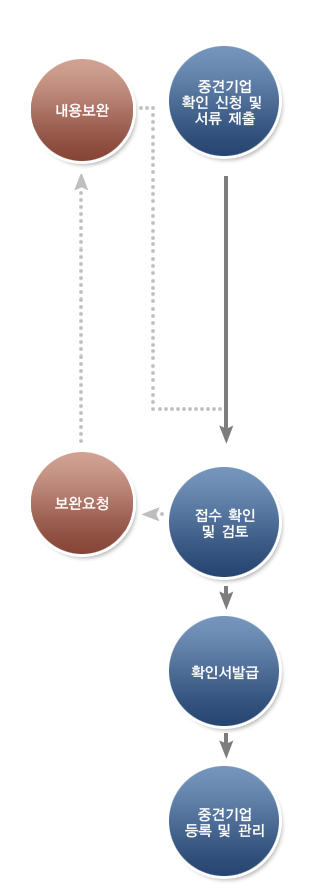 중견기업
확인 신청 및
서류 제출
내용보완
보완요청
접수 확인
및 검토
확인서발급
중견기업
등록 및 관리